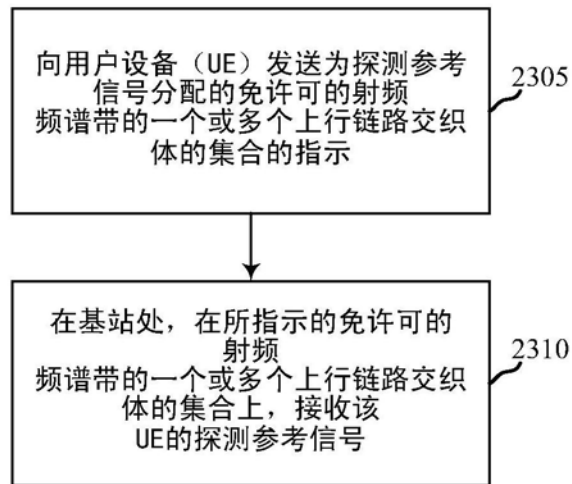 向用户设备（UE）发送为探测参考
信号分配的免许可的射频
频谱带的一个或多个上行链路交织
体的集合的指示
2305
在基站处，在所指示的免许可的
射频
频谱带的一个或多个上行链路交织
体的集合上，接收该
UE的探测参考信号
2310